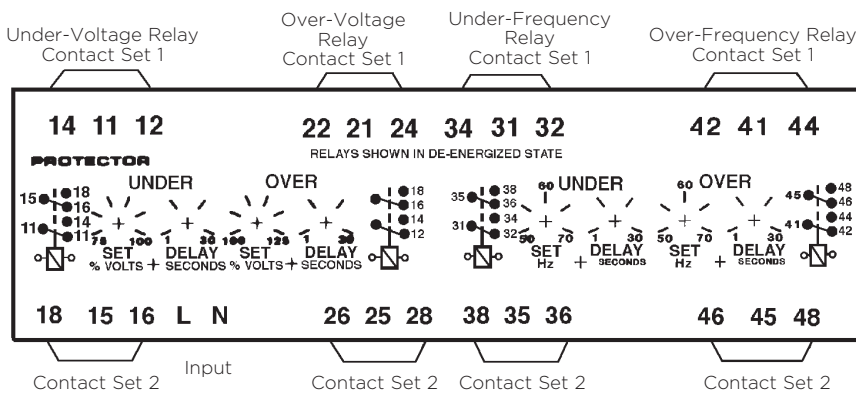 Under-Voltage Relay
Contact Set 1
Over-Voltage
Relay
Contact Set 1
Under-Frequency
Relay
Contact Set 1
Over-Frequency Relay
Contact Set 1
14 11 12
22 21 24
34 31 32
42 41 44
RELAYS SHOWN IN DE-ENERGIZED STATE
PROTECTOR
UNDER
OVER
UNDER
OVER
18
15
16
14
11
11
75 100
SET
% VOLTS
+
1 30
DELAY
SECONDS
100 125
SET
% VOLTS
+
1 30
DELAY
SECONDS
18
16
14
12
38
35
36
34
31
32
60
50 70
SET
Hz
+
1 30
DELAY
SECONDS
60
50 70
SET
Hz
+
1 30
DELAY
SECONDS
48
45
46
44
41
42
18 15 16 L N
26 25 28
38 35 36
46 45 48
Contact Set 2
Input
Contact Set 2
Contact Set 2
Contact Set 2